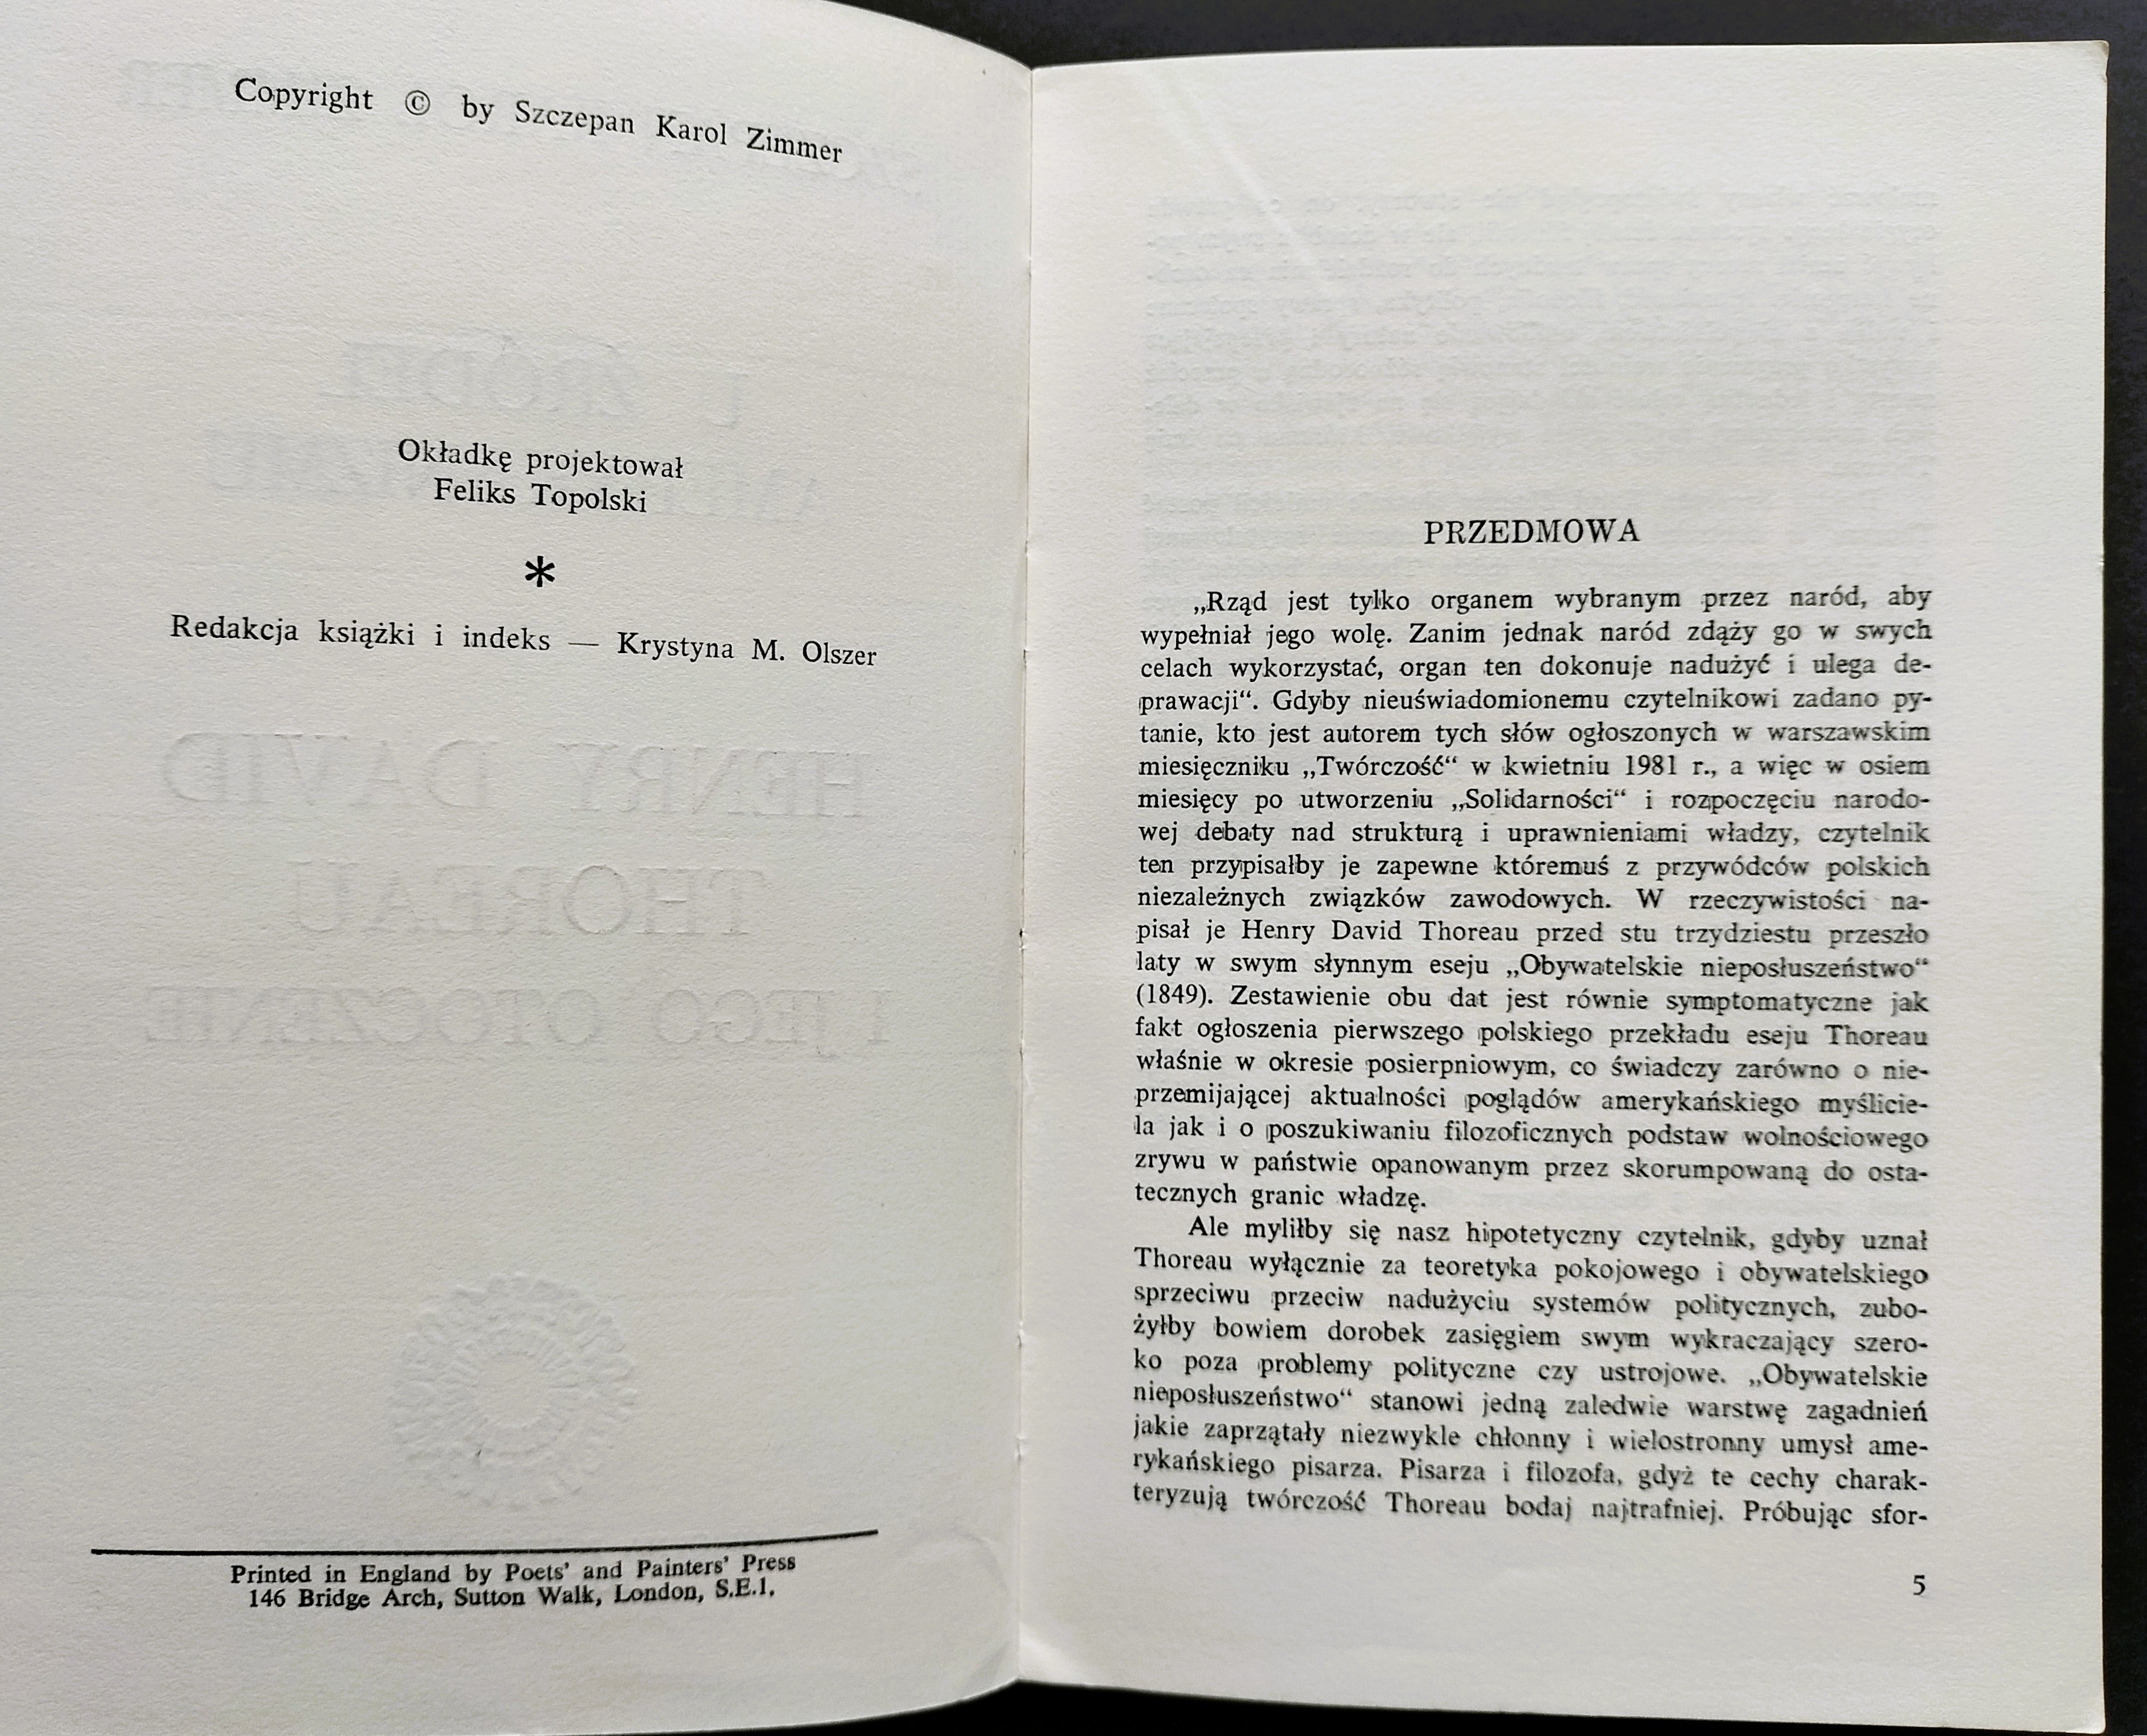 Copyright © by Szczepan Karol Zimmer
Okładkę projektował
Feliks Topolski
*
Redakcja książki i indeks — Krystyna M. Olszer
HENRY DAVID
THOREAU
I JEGO OTOCZENIE
Printed in England by Poets' and Painters' Press
146 Bridge Arch, Sutton Walk, London, S.E.1.
PRZEDMOWA
„Rząd jest tylko organem wybranym przez naród, aby
wypełniał jego wolę. Zanim jednak naród zdąży go w swych
celach wykorzystać, organ ten dokonuje nadużyć i ulega de-
prawacji“. Gdyby nieuświadomionemu czytelnikowi zadano py-
tanie, kto jest autorem tych słów ogłoszonych w warszawskim
miesięczniku „Twórczość“ w kwietniu 1981 r., a więc w osiem
miesięcy po utworzeniu „Solidarności“ i rozpoczęciu narodo-
wej debaty nad strukturą i uprawnieniami władzy, czytelnik
ten przypisałby je zapewne któremuś z przywódców polskich
niezależnych związków zawodowych. W rzeczywistości na-
pisał je Henry David Thoreau przed stu trzydziestu przeszło
laty w swym słynnym eseju „Obywatelskie nieposłuszeństwo“
(1849). Zestawienie obu dat jest równie symptomatyczne jak
fakt ogłoszenia pierwszego polskiego przekładu eseju Thoreau
właśnie w okresie posierpniowym, co świadczy zarówno o nie-
przemijającej aktualności poglądów amerykańskiego myślicie-
la jak i o poszukiwaniu filozoficznych podstaw wolnościowego
zrywu w państwie opanowanym przez skorumpowaną do osta-
tecznych granic władzę.
Ale myliłby się nasz hipotetyczny czytelnik, gdyby uznał
Thoreau wyłącznie za teoretyka pokojowego i obywatelskiego
sprzeciwu przeciw nadużyciu systemów politycznych, zubo-
żyłby bowiem dorobek zasięgiem swym wykraczający szero-
ko poza problemy polityczne czy ustrojowe. „Obywatelskie
nieposłuszeństwo“ stanowi jedną zaledwie warstwę zagadnień
jakie zaprzątały niezwykle chłonny i wielostronny umysł ame-
rykańskiego pisarza. Pisarza i filozofa, gdyż te cechy charak-
teryzują twórczość Thoreau bodaj najtrafniej. Próbując sfor-
5